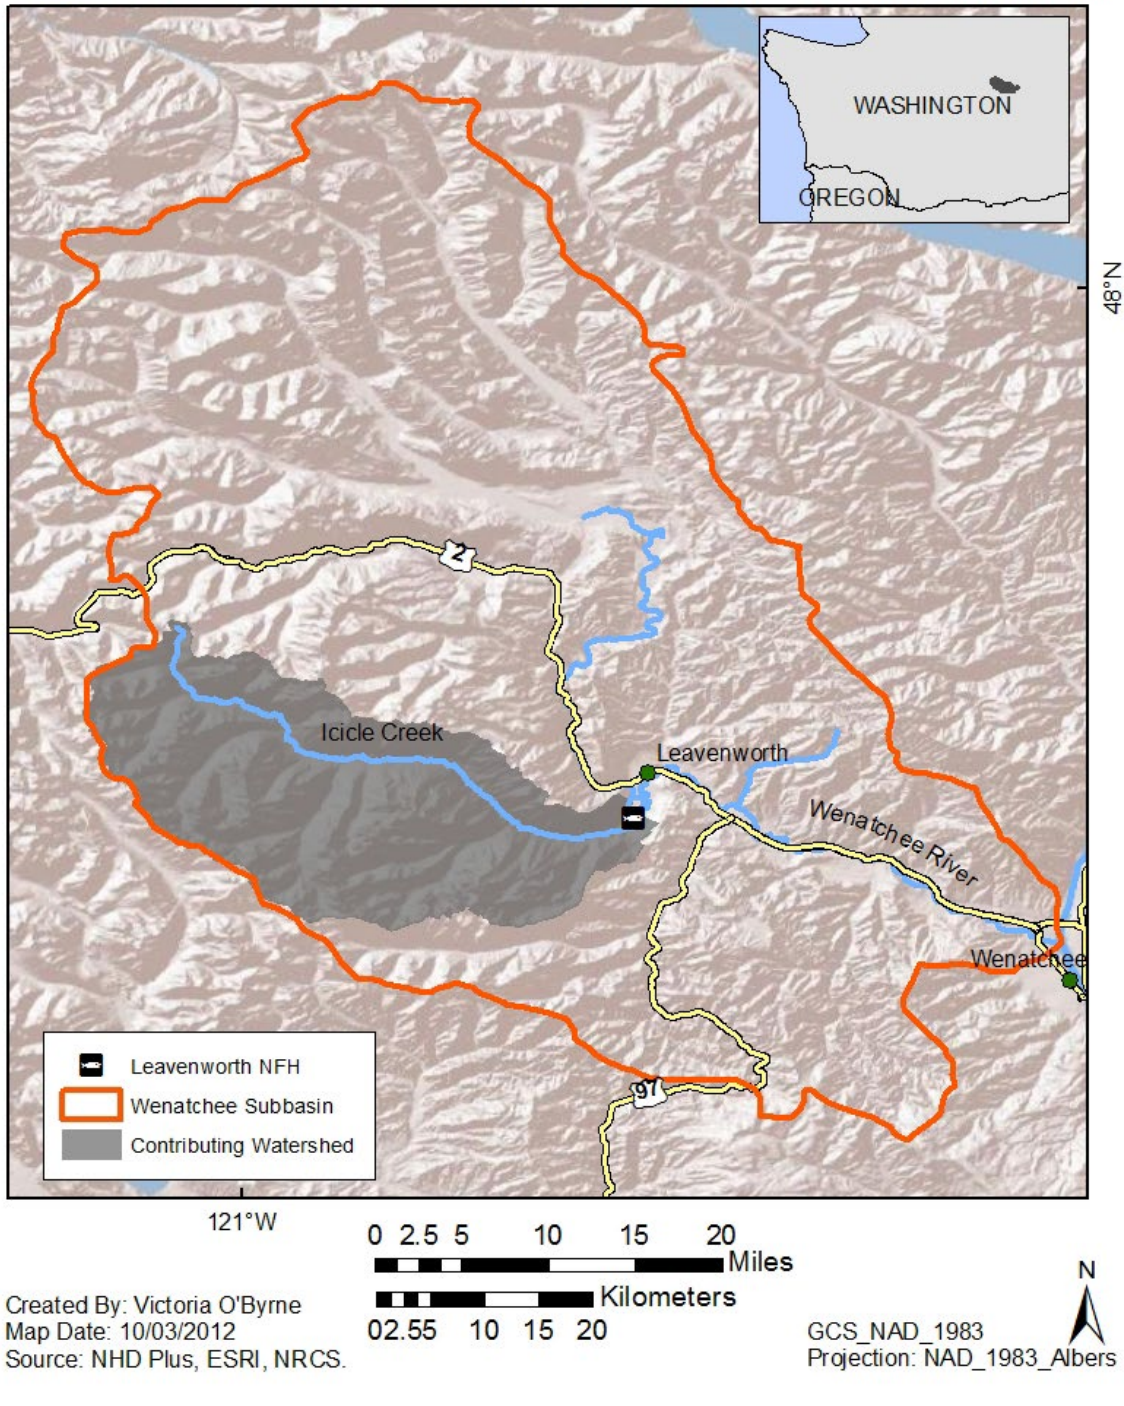 WASHINGTON
OREGON
48°N
2
Icicle Creek
Leavenworth
Wenatchee River
Wenatchee
97
Leavenworth NFH
Wenatchee Subbasin
Contributing Watershed
121°W
0 2.5 5 10 15 20
Miles
Kilometers
02.55 10 15 20
N
Created By: Victoria O'Byrne
Map Date: 10/03/2012
Source: NHD Plus, ESRI, NRCS.
GCS_NAD_1983
Projection: NAD_1983_Albers